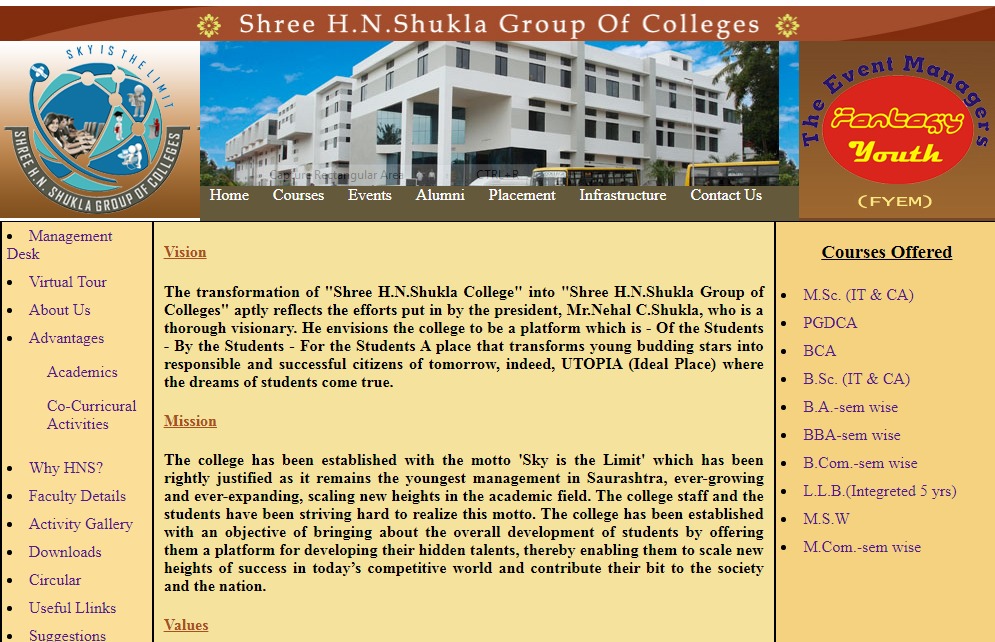 Shree H.N.Shukla Group Of Colleges
SKY IS THE LIMIT
SHREE H.N. SHUKLA GROUP OF COLLEGES
Capture Rectangular Area CTRL+R
The Event Managers
Fantasy
Youth
(FYEM)
Home Courses Events Alumni Placement Infrastructure Contact Us
Management
Desk
Virtual Tour
About Us
Advantages
Academics
Co-Curricural
Activities
Why HNS?
Faculty Details
Activity Gallery
Downloads
Circular
Useful Llinks
Suggestions
Vision
The transformation of "Shree H.N.Shukla College" into "Shree H.N.Shukla Group of
Colleges" aptly reflects the efforts put in by the president, Mr.Nehal C.Shukla, who is a
thorough visionary. He envisions the college to be a platform which is - Of the Students
- By the Students - For the Students A place that transforms young budding stars into
responsible and successful citizens of tomorrow, indeed, UTOPIA (Ideal Place) where
the dreams of students come true.
Mission
The college has been established with the motto 'Sky is the Limit' which has been
rightly justified as it remains the youngest management in Saurashtra, ever-growing
and ever-expanding, scaling new heights in the academic field. The college staff and the
students have been striving hard to realize this motto. The college has been established
with an objective of bringing about the overall development of students by offering
them a platform for developing their hidden talents, thereby enabling them to scale new
heights of success in today’s competitive world and contribute their bit to the society
and the nation.
Values
Courses Offered
M.Sc. (IT & CA)
PGDCA
BCA
B.Sc. (IT & CA)
B.A.-sem wise
BBA-sem wise
B.Com.-sem wise
L.L.B.(Integreted 5 yrs)
M.S.W
M.Com.-sem wise